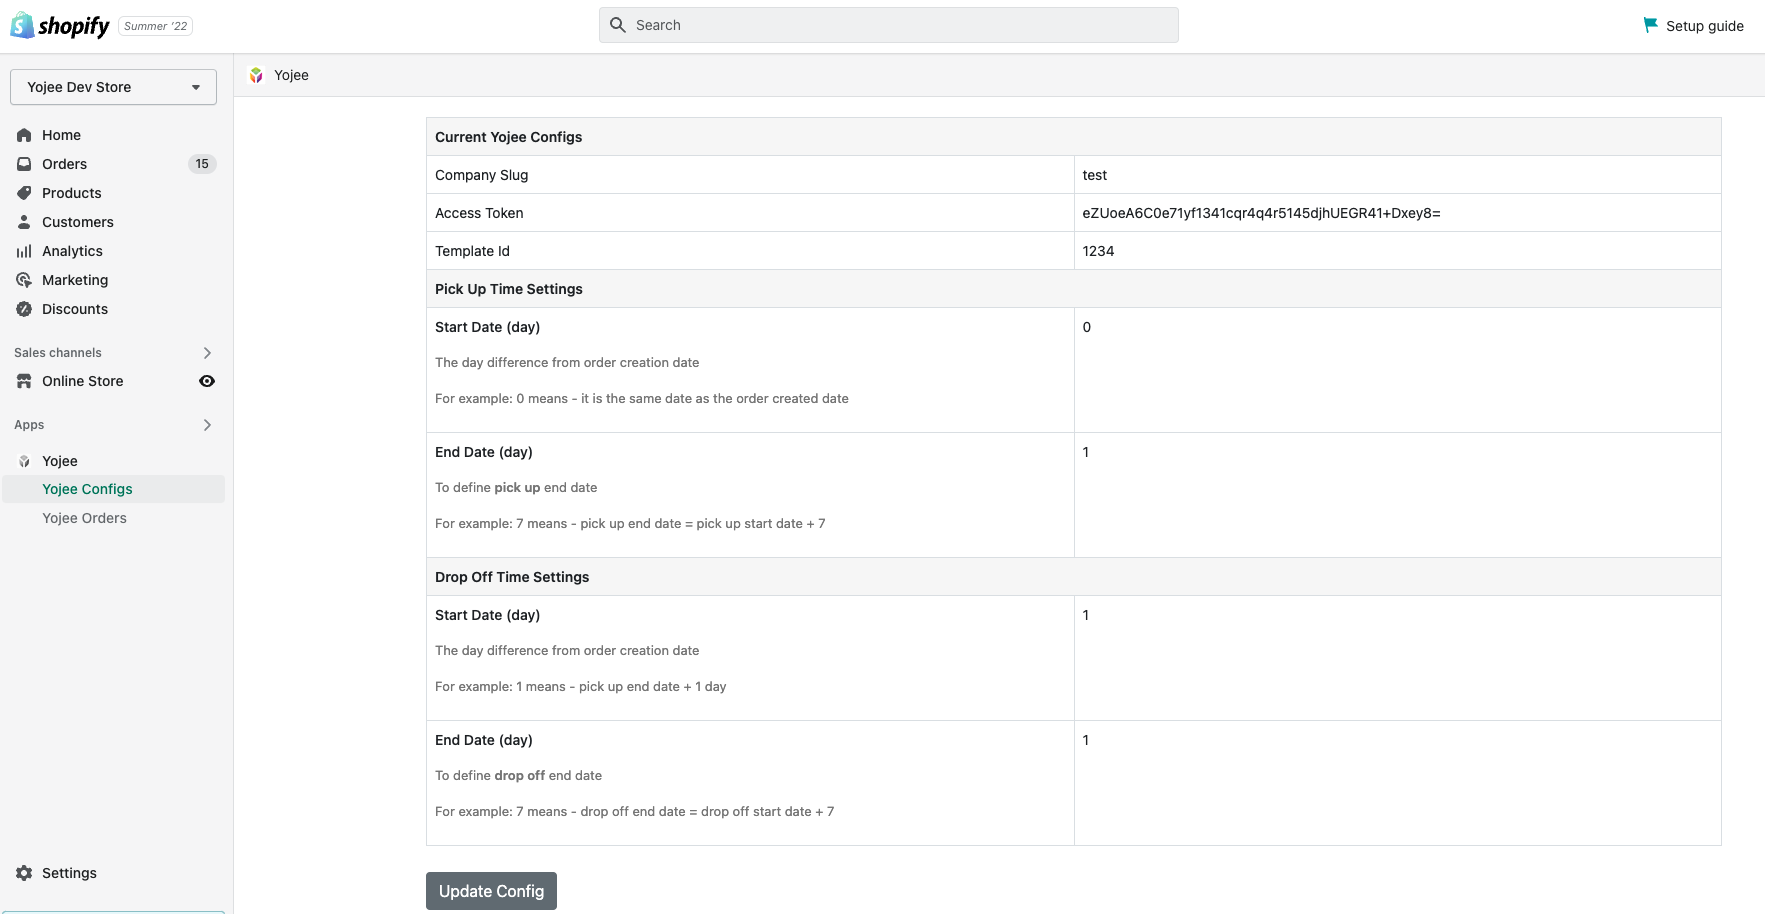 shopify Summer '22
Search
Setup guide
Yojee Dev Store
Home
Orders 15
Products
Customers
Analytics
Marketing
Discounts
Sales channels
Online Store
Apps
Yojee
Yojee Configs
Yojee Orders
Settings
Yojee
Current Yojee Configs
Company Slug test
Access Token eZUoeA6C0e71yf1341cqr4q4r5145djhUEGR41+Dxey8=
Template Id 1234
Pick Up Time Settings
Start Date (day) 0
The day difference from order creation date
For example: 0 means - it is the same date as the order created date
End Date (day) 1
To define pick up end date
For example: 7 means - pick up end date = pick up start date + 7
Drop Off Time Settings
Start Date (day) 1
The day difference from order creation date
For example: 1 means - pick up end date + 1 day
End Date (day) 1
To define drop off end date
For example: 7 means - drop off end date = drop off start date + 7
Update Config